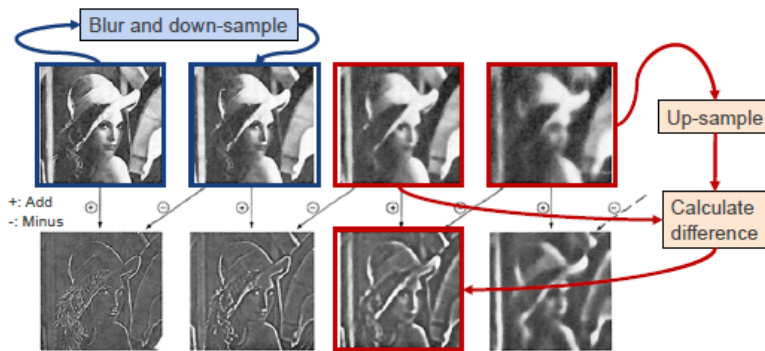 Blur and down-sample
Up-sample
+: Add
-: Minus
+
-
+
-
+
-
+
Calculate
difference